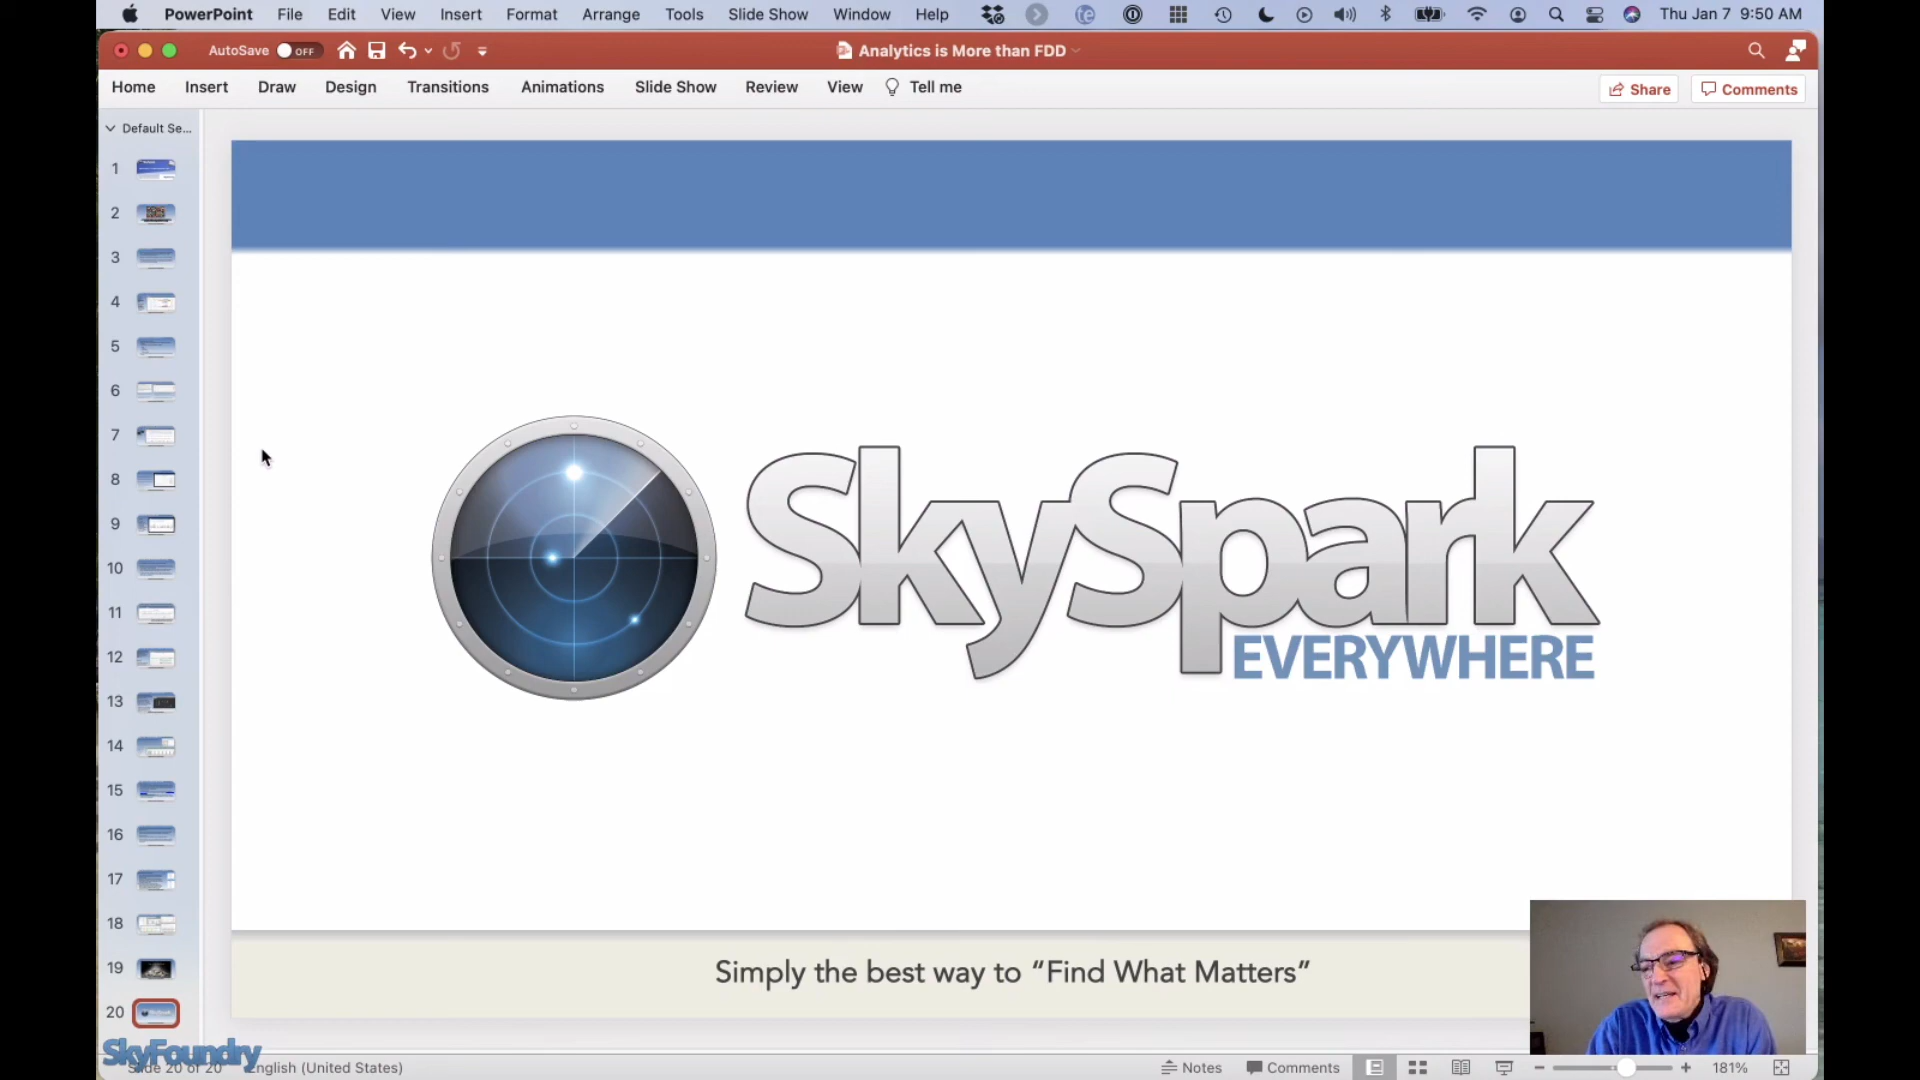 PowerPoint File Edit View Insert Format Arrange Tools Slide Show Window Help Thu Jan 7 9:50 AM
AutoSave OFF Analytics is More than FDD
Home Insert Draw Design Transitions Animations Slide Show Review View Tell me Share Comments
Default Se...
1
2
3
4
5
6
7
8
9
10
11
12
13
14
15
16
17
18
19
20
SkySpark
EVERYWHERE
Simply the best way to “Find What Matters”
SkyFoundry
Slide 20 of 20 English (United States) Notes Comments 181%